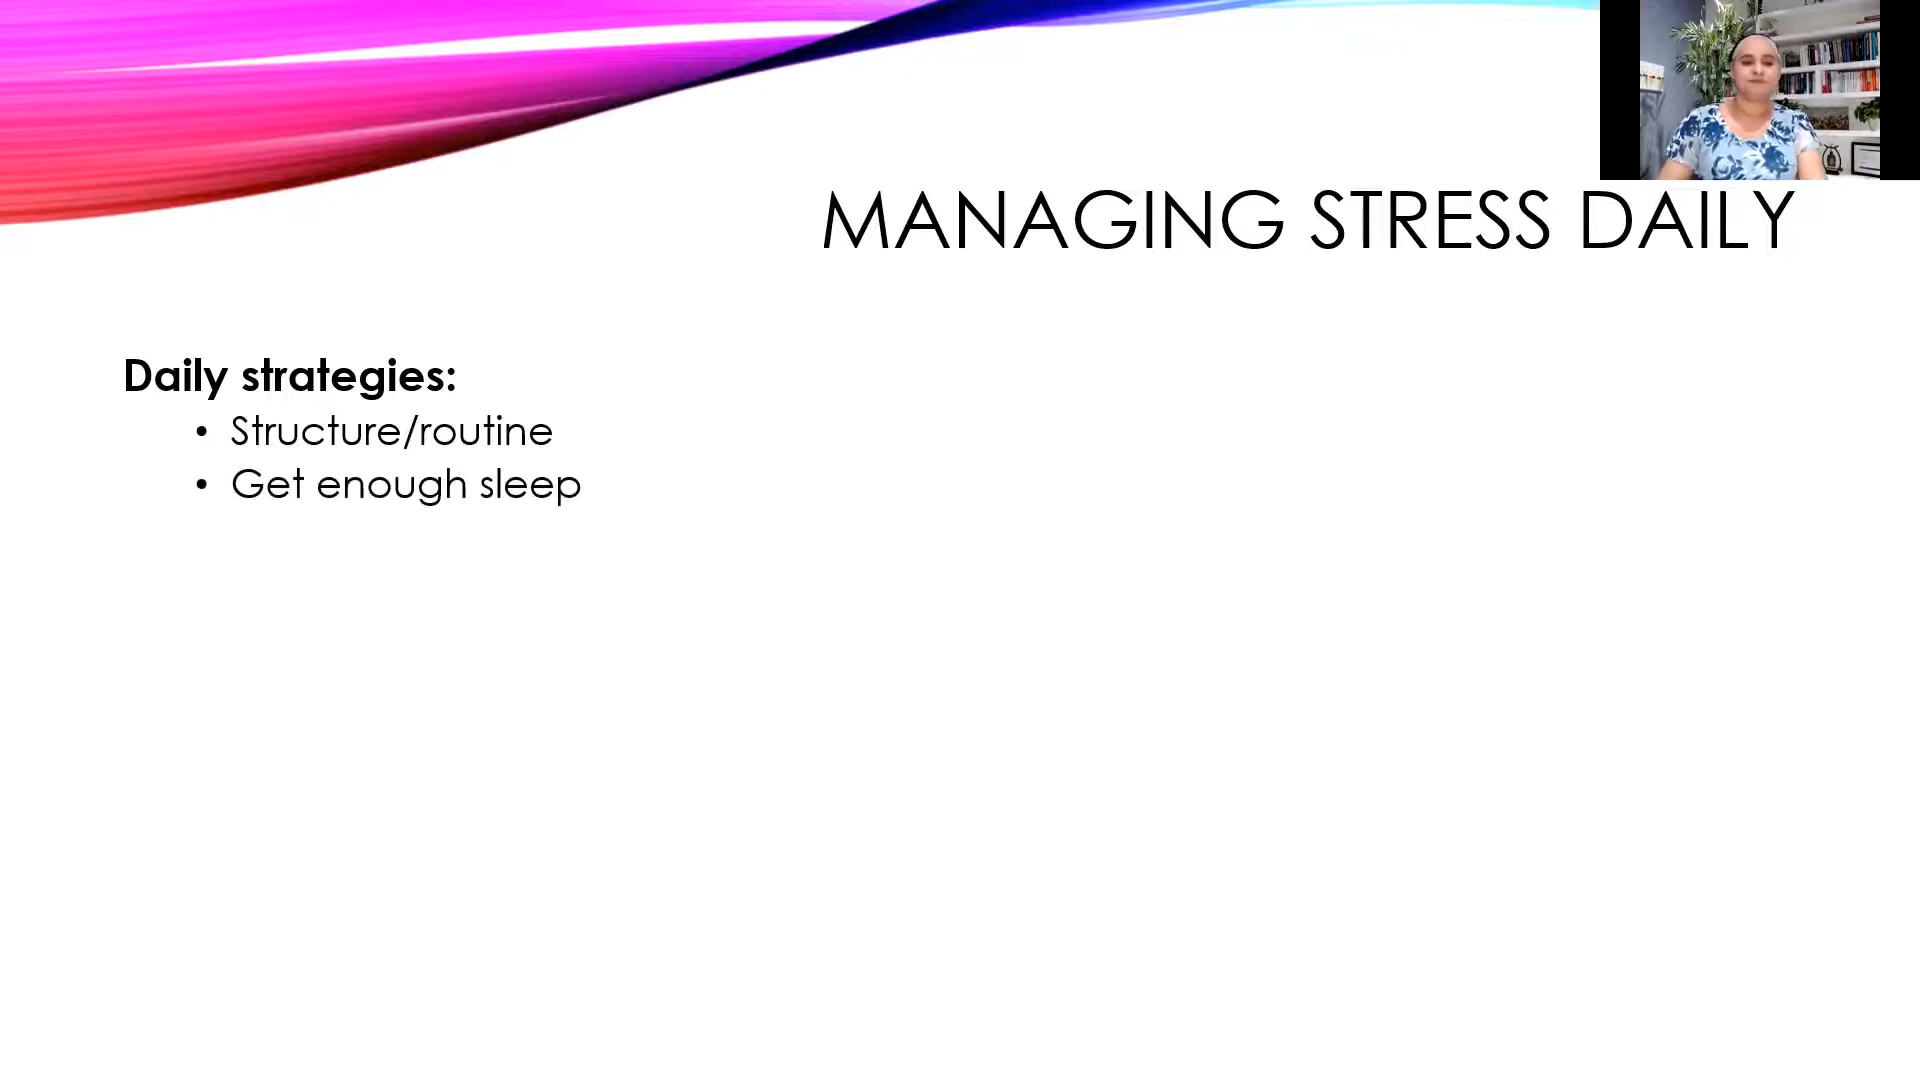 MANAGING STRESS DAILY
Daily strategies:
• Structure/routine
• Get enough sleep